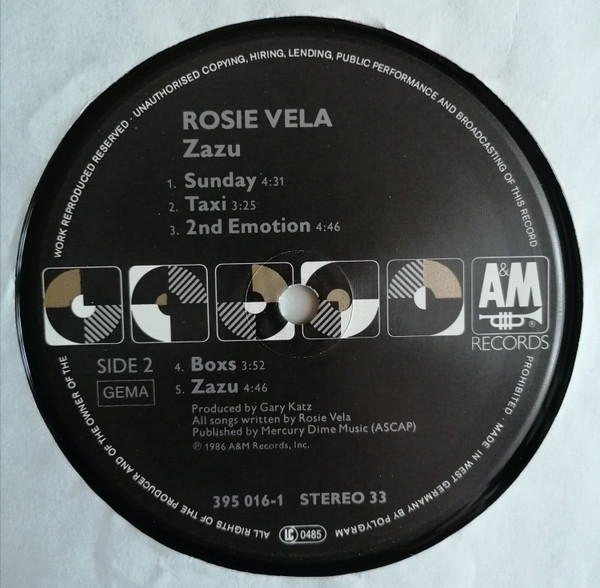 WORK REPRODUCED RESERVED · UNAUTHORISED COPYING, HIRING, LENDING, PUBLIC PERFORMANCE AND BROADCASTING OF THIS RECORD
ROSIE VELA
Zazu
1. Sunday 4:31
2. Taxi 3:25
3. 2nd Emotion 4:46
A&M
®
RECORDS
SIDE 2
GEMA
4. Boxs 3:52
5. Zazu 4:46
Produced by Gary Katz
All songs written by Rosie Vela
Published by Mercury Dime Music (ASCAP)
℗ 1986 A&M Records, Inc.
395 016-1 STEREO 33
LC 0485
ALL RIGHTS OF THE PRODUCER AND OF THE OWNER OF THE
PROHIBITED · MADE IN WEST GERMANY BY POLYGRAM